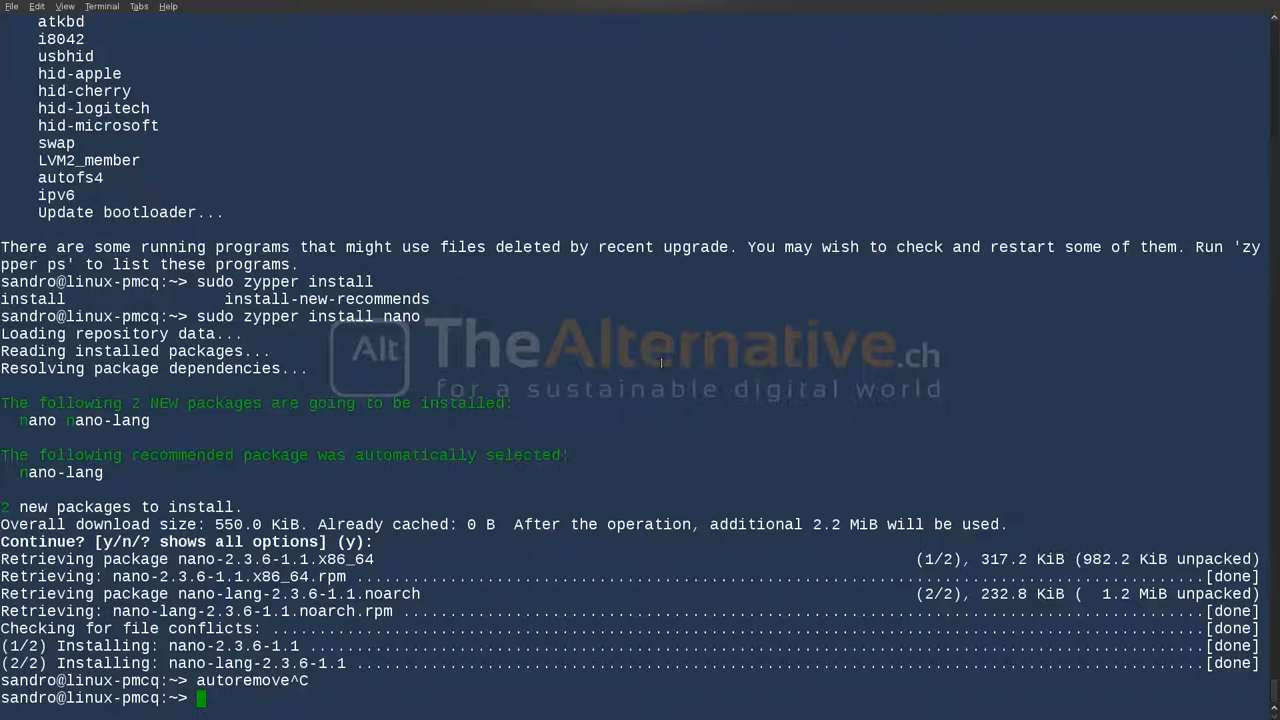 File Edit View Terminal Tabs Help
atkbd
i8042
usbhid
hid-apple
hid-cherry
hid-logitech
hid-microsoft
swap
LVM2_member
autofs4
ipv6
Update bootloader...
There are some running programs that might use files deleted by recent upgrade. You may wish to check and restart some of them. Run 'zy
pper ps' to list these programs.
sandro@linux-pmcq:~> sudo zypper install
install install-new-recommends
sandro@linux-pmcq:~> sudo zypper install nano
Loading repository data...
Reading installed packages...
Resolving package dependencies...
Alt TheAlternative.ch
for a sustainable digital world
The following 2 NEW packages are going to be installed:
nano nano-lang
The following recommended package was automatically selected:
nano-lang
2 new packages to install.
Overall download size: 550.0 KiB. Already cached: 0 B  After the operation, additional 2.2 MiB will be used.
Continue? [y/n/? shows all options] (y):
Retrieving package nano-2.3.6-1.1.x86_64 (1/2), 317.2 KiB (982.2 KiB unpacked)
Retrieving: nano-2.3.6-1.1.x86_64.rpm ............................................................................................[done]
Retrieving package nano-lang-2.3.6-1.1.noarch (2/2), 232.8 KiB (  1.2 MiB unpacked)
Retrieving: nano-lang-2.3.6-1.1.noarch.rpm .......................................................................................[done]
Checking for file conflicts: .....................................................................................................[done]
(1/2) Installing: nano-2.3.6-1.1 .................................................................................................[done]
(2/2) Installing: nano-lang-2.3.6-1.1 ............................................................................................[done]
sandro@linux-pmcq:~> autoremove^C
sandro@linux-pmcq:~>